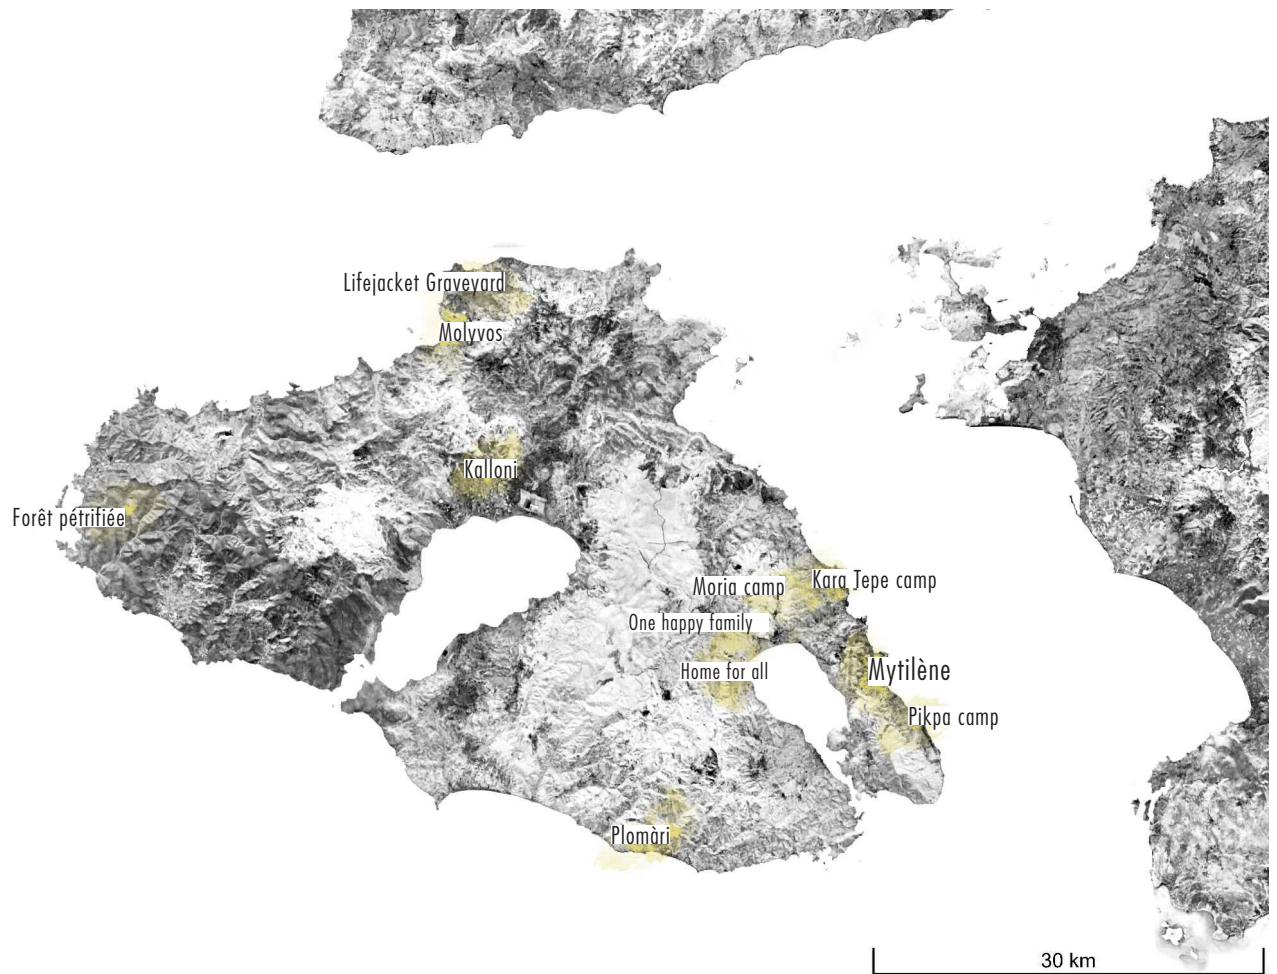 Lifejacket Graveyard
Molyvos
Kalloni
Forêt pétrifiée
Moria camp
Kara Tepe camp
One happy family
Home for all
Mytilène
Pikpa camp
Plomàri
30 km